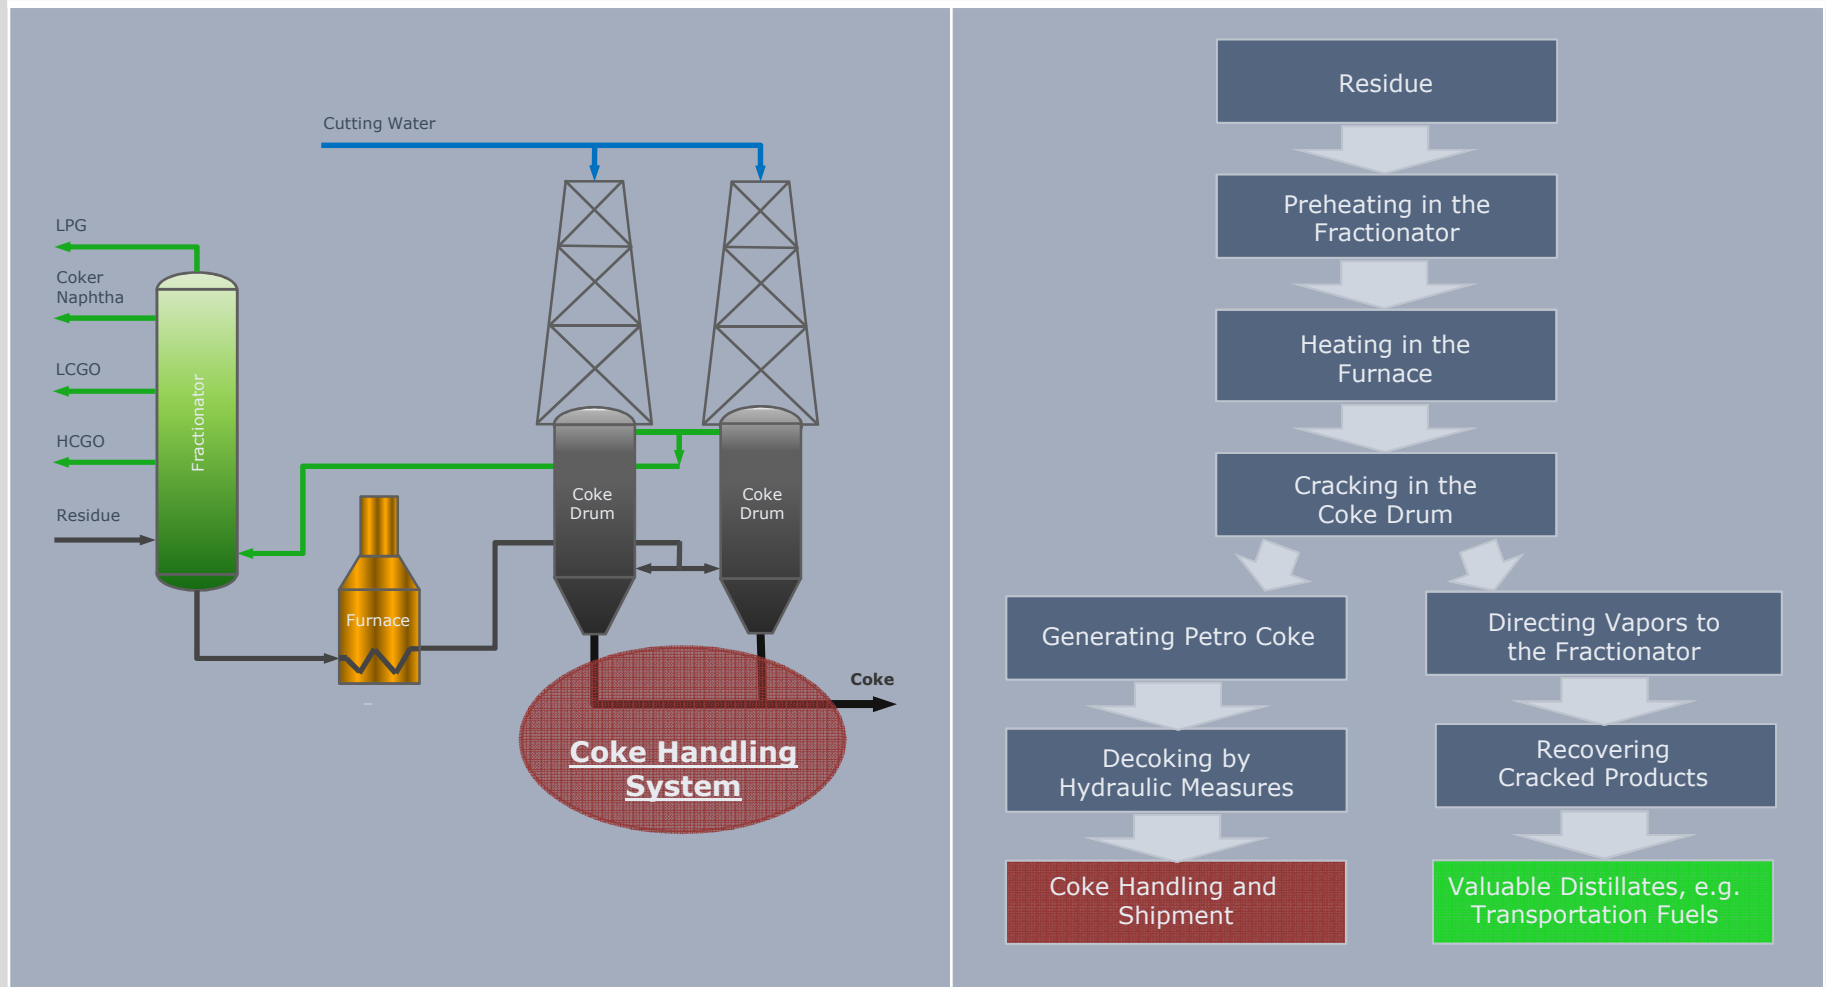 Cutting Water
LPG
Coker
Naphtha
LCGO
HCGO
Residue
Fractionator
Furnace
Coke
Drum
Coke
Drum
Coke
Coke Handling
System
Residue
Preheating in the
Fractionator
Heating in the
Furnace
Cracking in the
Coke Drum
Generating Petro Coke
Decoking by
Hydraulic Measures
Coke Handling and
Shipment
Directing Vapors to
the Fractionator
Recovering
Cracked Products
Valuable Distillates, e.g.
Transportation Fuels